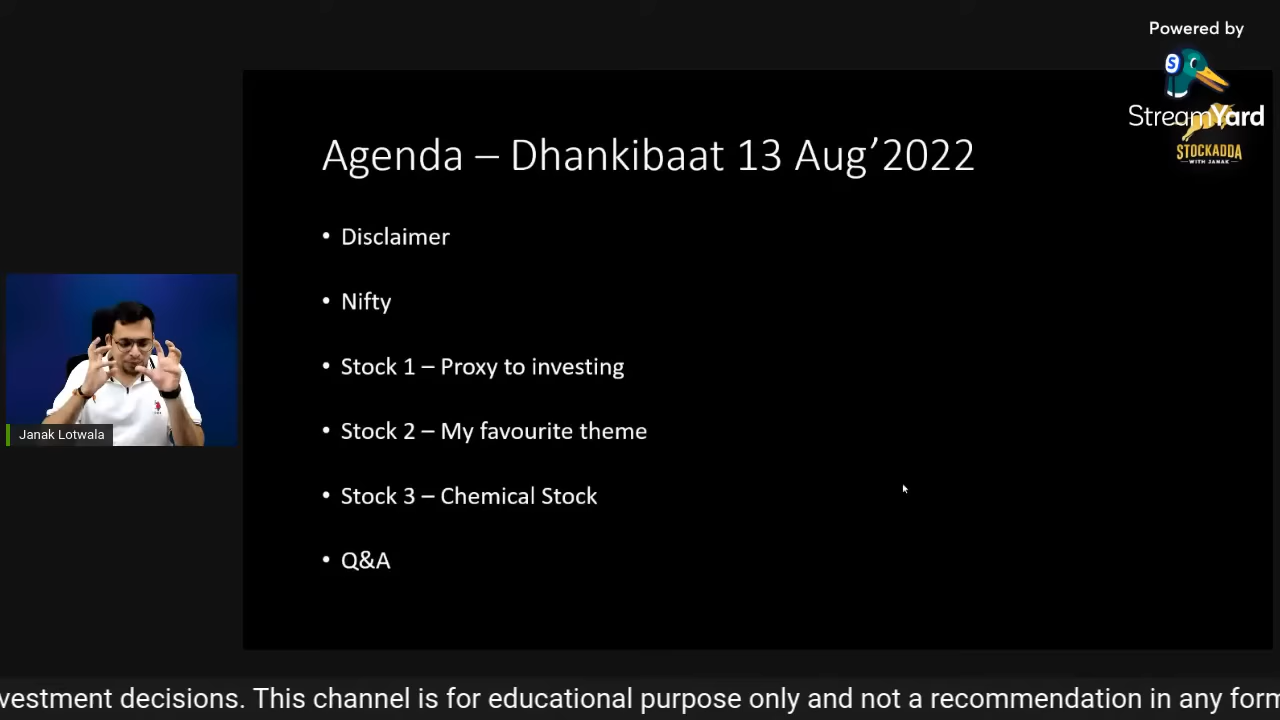 Powered by
StreamYard
STOCKADDA
WITH JANAK
Agenda – Dhankibaat 13 Aug’2022
• Disclaimer
• Nifty
• Stock 1 – Proxy to investing
• Stock 2 – My favourite theme
• Stock 3 – Chemical Stock
• Q&A
Janak Lotwala
vestment decisions. This channel is for educational purpose only and not a recommendation in any form